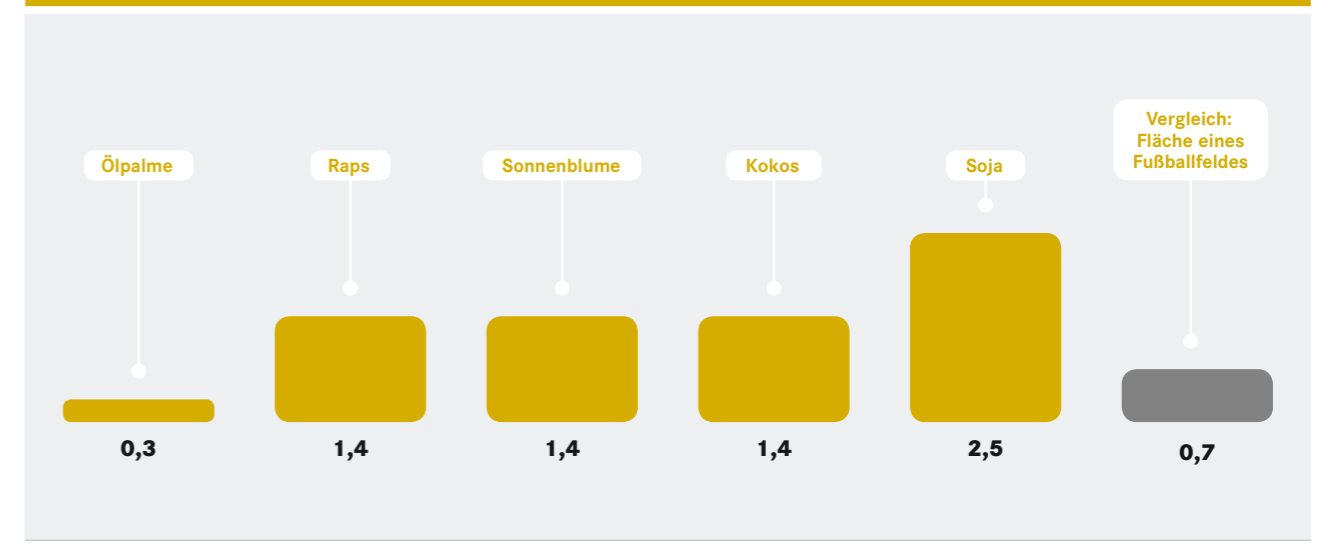 Vergleich:
Fläche eines
Fußballfeldes
Ölpalme
Raps
Sonnenblume
Kokos
Soja
0,3
1,4
1,4
1,4
2,5
0,7